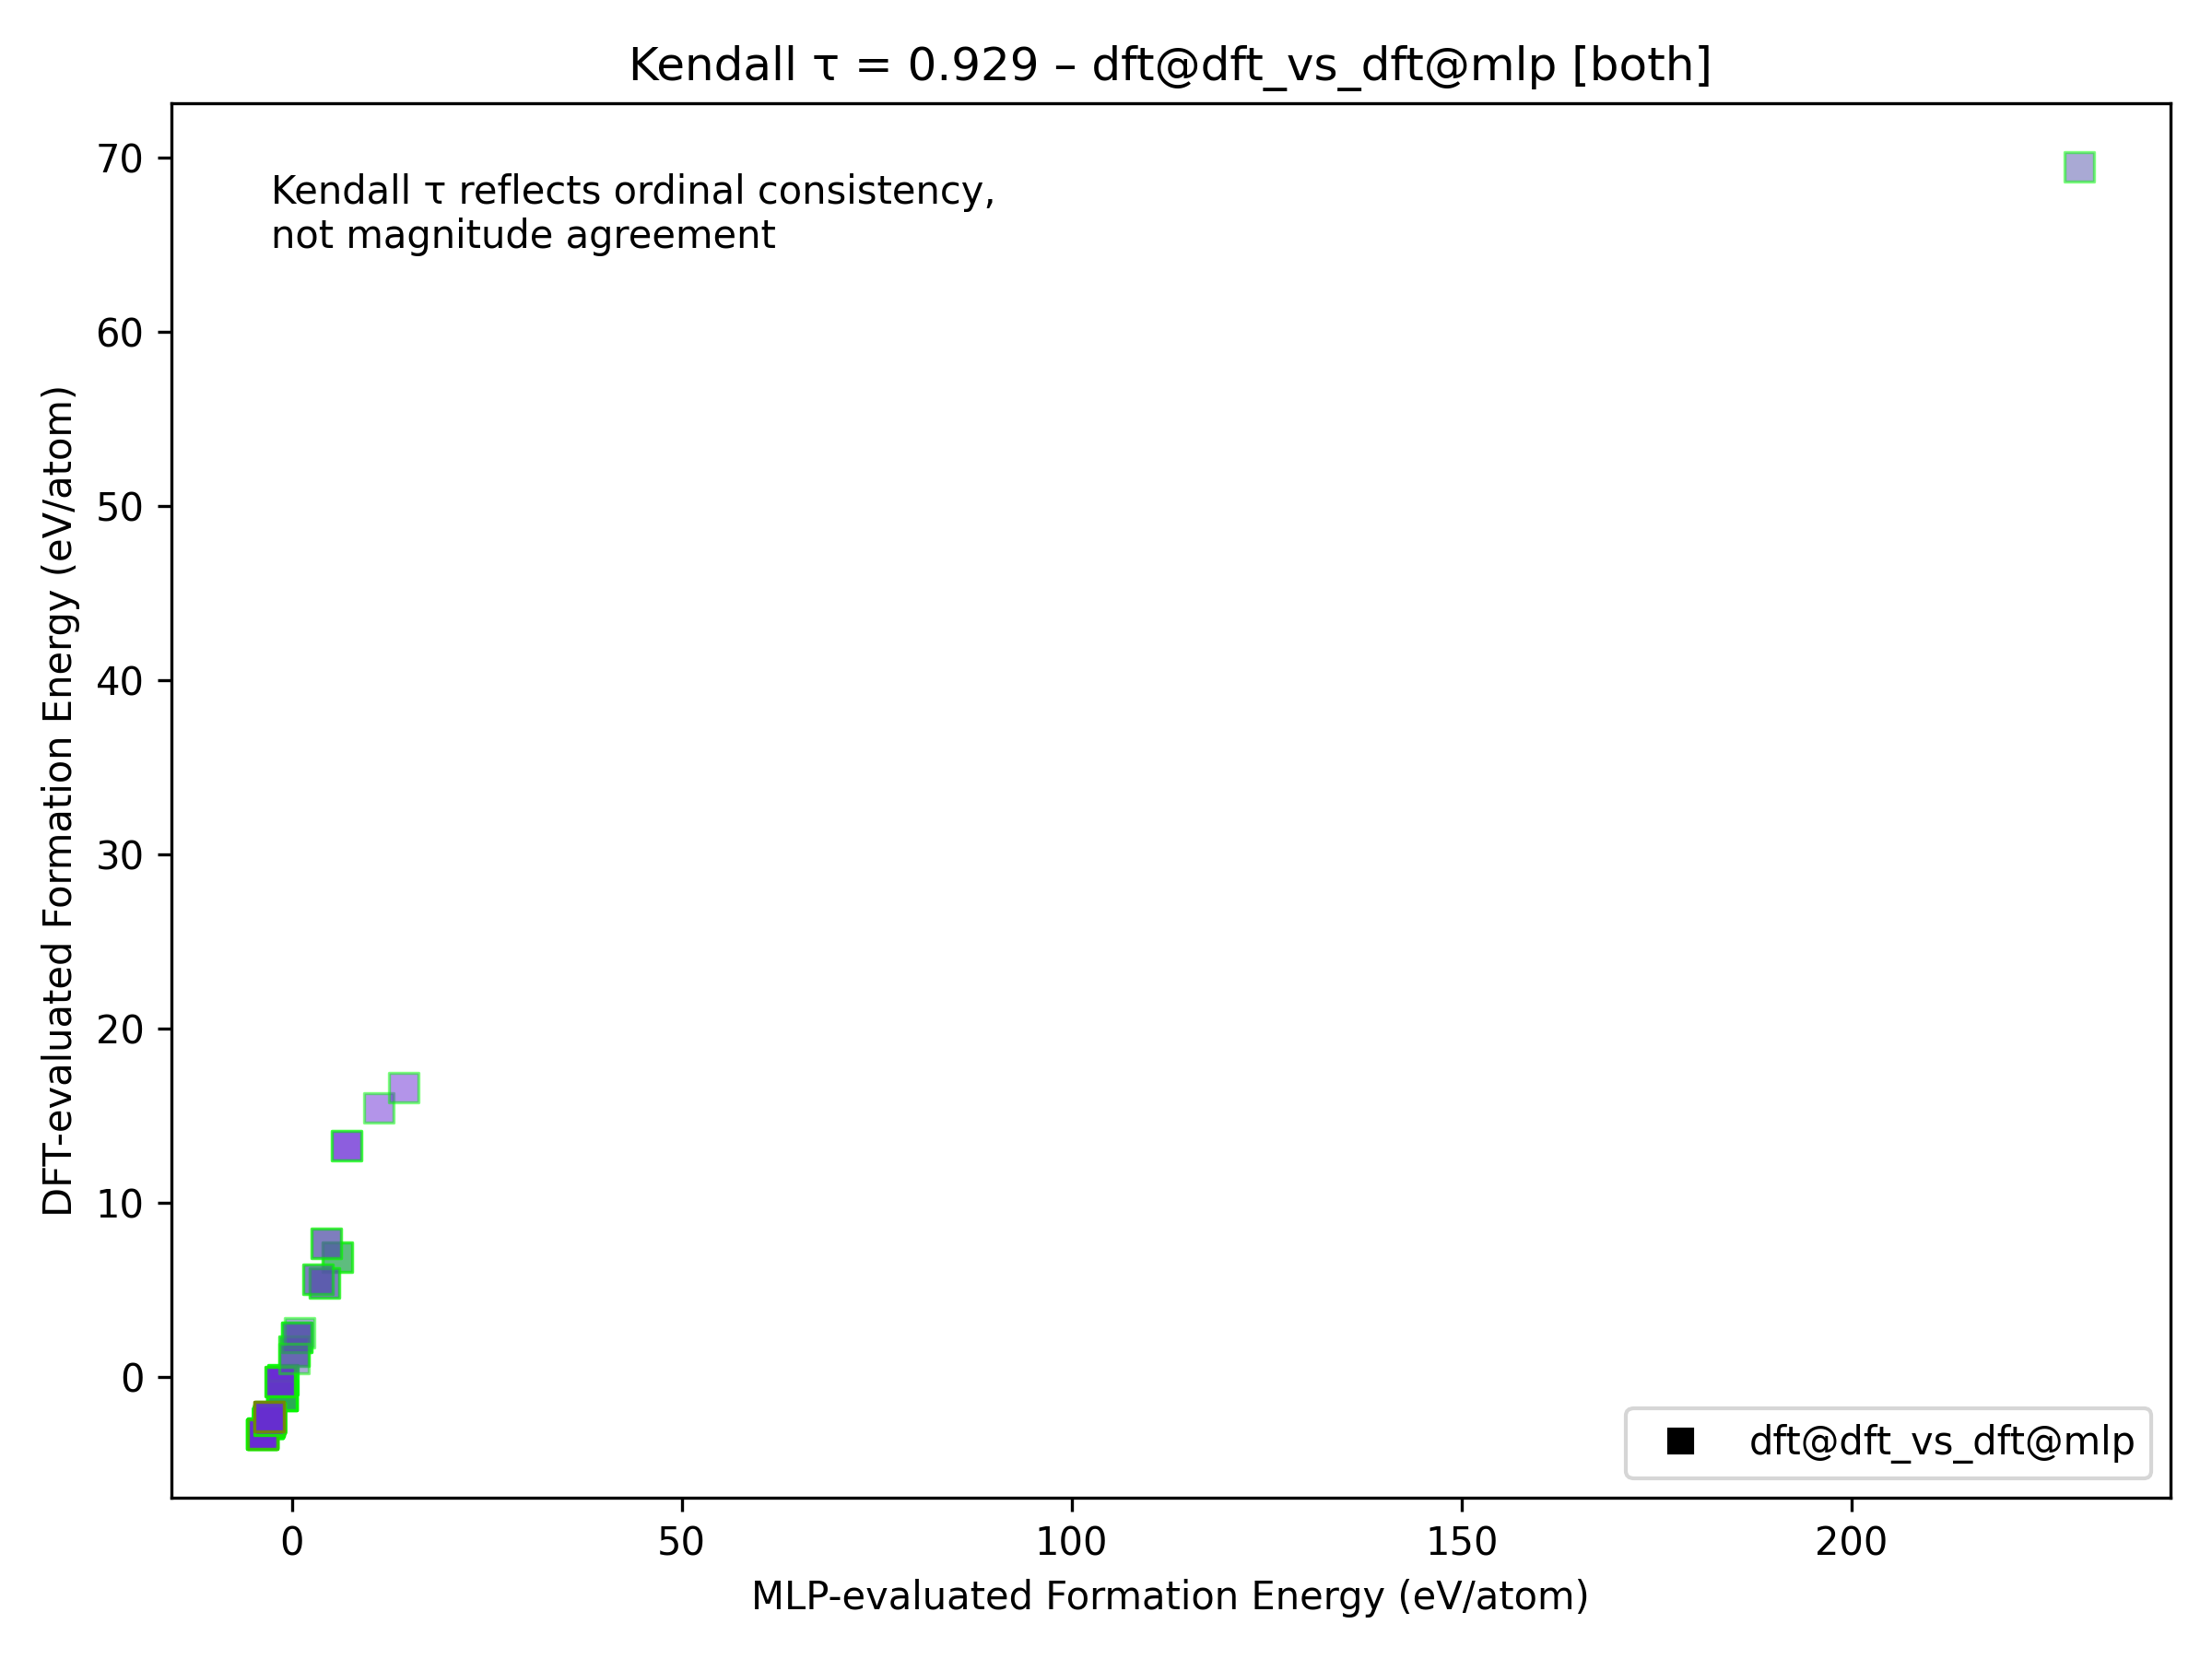 Kendall τ = 0.929 – dft@dft_vs_dft@mlp [both]
Kendall τ reflects ordinal consistency,
not magnitude agreement
DFT-evaluated Formation Energy (eV/atom)
70
60
50
40
30
20
10
0
dft@dft_vs_dft@mlp
0 50 100 150 200
MLP-evaluated Formation Energy (eV/atom)